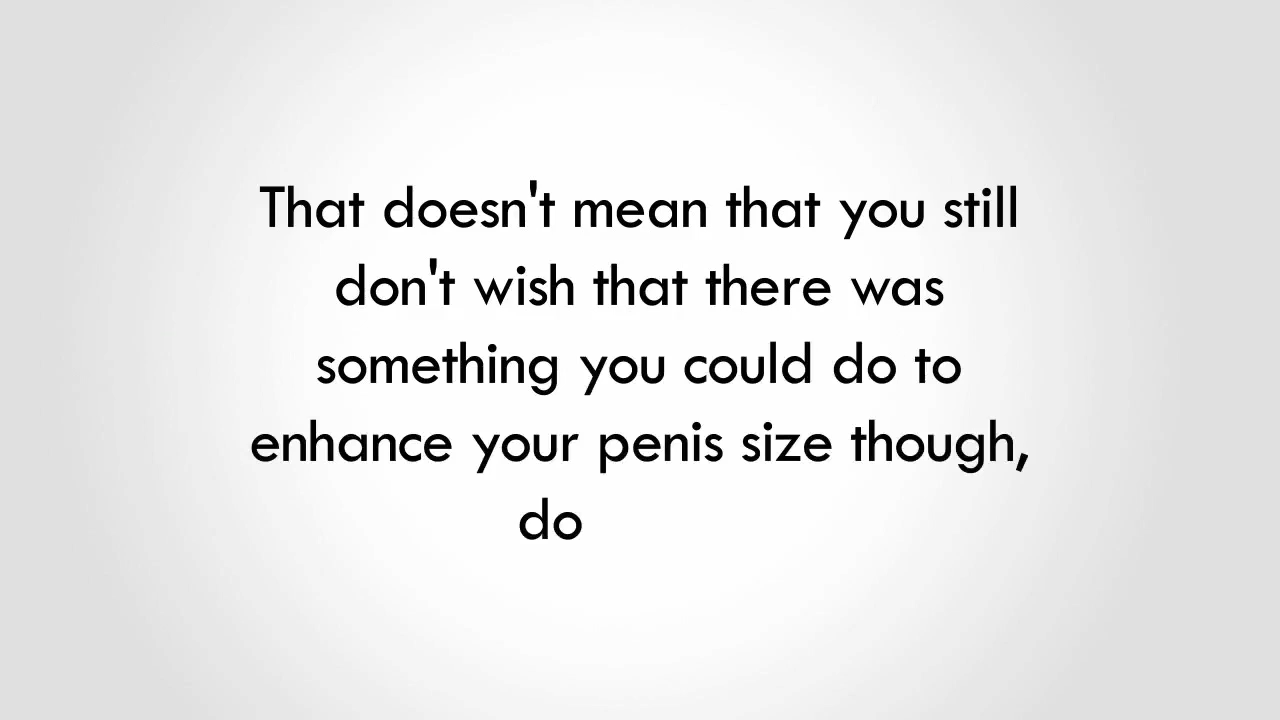 That doesn't mean that you still
don't wish that there was
something you could do to
enhance your penis size though,
do